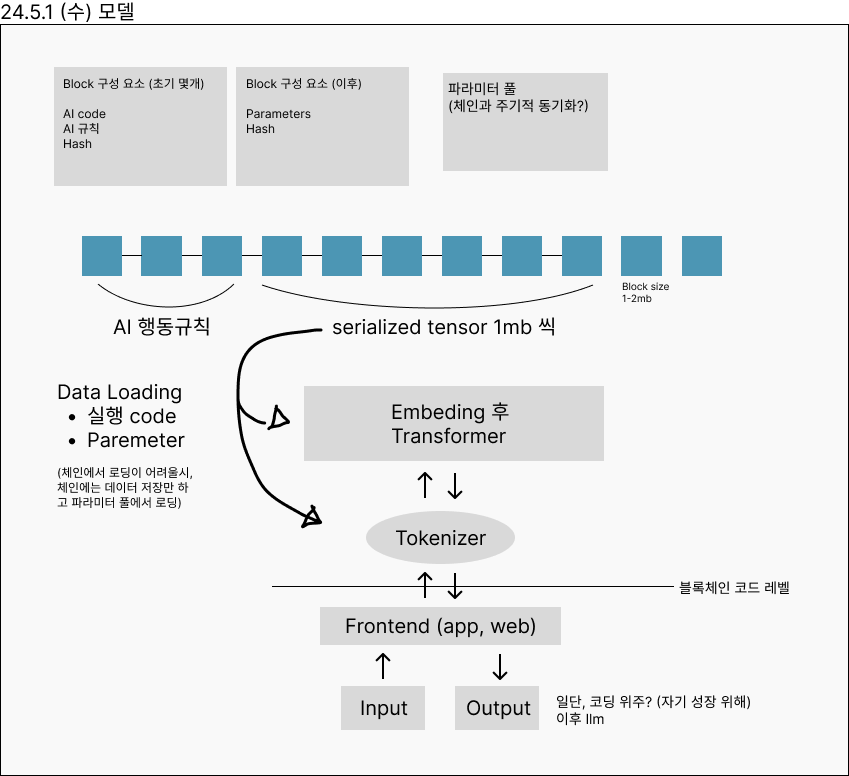 24.5.1 (수) 모델
Block 구성 요소 (초기 몇개)
AI code
AI 규칙
Hash
Block 구성 요소 (이후)
Parameters
Hash
파라미터 풀
(체인과 주기적 동기화?)
Block size
1-2mb
AI 행동규칙
serialized tensor 1mb 씩
Data Loading
• 실행 code
• Paremeter
(체인에서 로딩이 어려울시,
체인에는 데이터 저장만 하
고 파라미터 풀에서 로딩)
Embeding 후
Transformer
Tokenizer
블록체인 코드 레벨
Frontend (app, web)
Input
Output
일단, 코딩 위주? (자기 성장 위해)
이후 llm